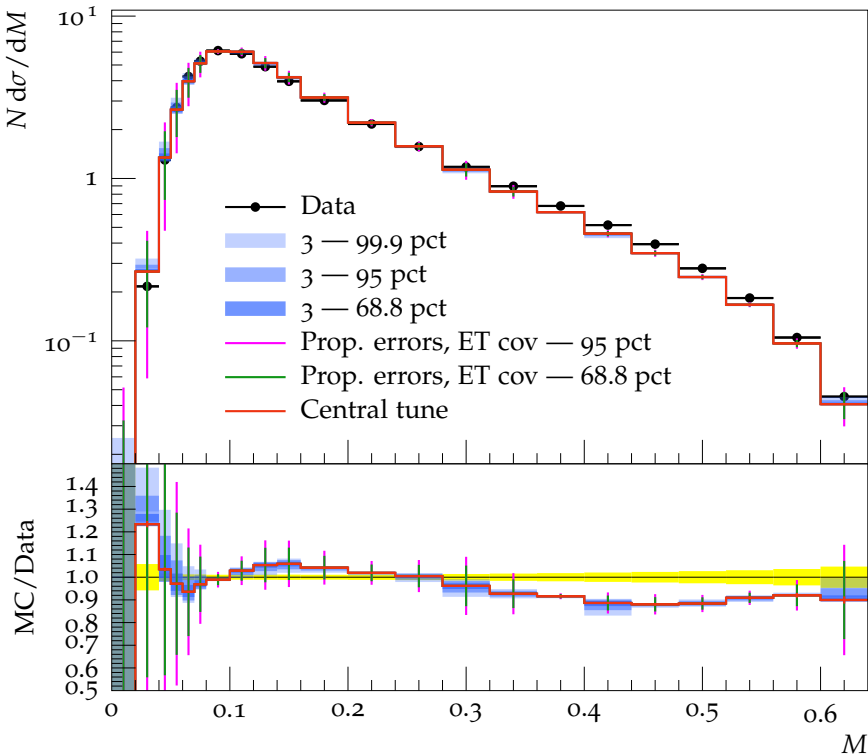 10^1
N dσ/dM
1
Data
3 — 99.9 pct
3 — 95 pct
3 — 68.8 pct
Prop. errors, ET cov — 95 pct
Prop. errors, ET cov — 68.8 pct
10^−1
Central tune
MC/Data
1.4
1.3
1.2
1.1
1.0
0.9
0.8
0.7
0.6
0.5
0 0.1 0.2 0.3 0.4 0.5 0.6
M